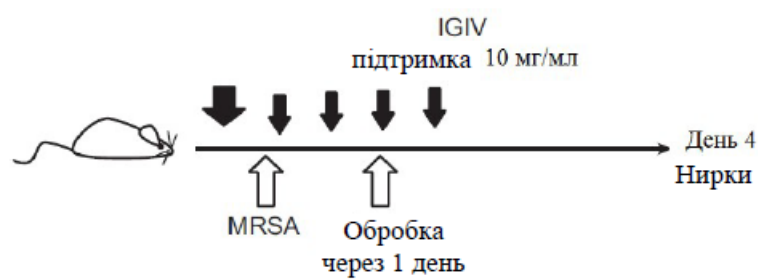 IGIV
підтримка 10 мг/мл
День 4
Нирки
MRSA
Обробка
через 1 день